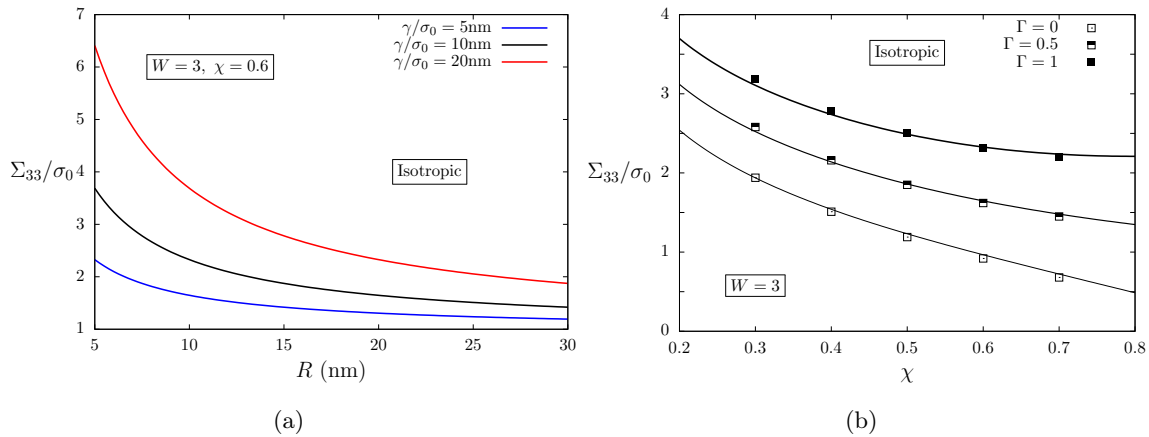 7
6
5
4
3
2
1
Σ₃₃/σ₀
γ/σ₀ = 5nm
γ/σ₀ = 10nm
γ/σ₀ = 20nm
W = 3, χ = 0.6
Isotropic
5 10 15 20 25 30
R (nm)
(a)
4
3
2
1
0
Σ₃₃/σ₀
Γ = 0
Γ = 0.5
Γ = 1
Isotropic
W = 3
0.2 0.3 0.4 0.5 0.6 0.7 0.8
χ
(b)